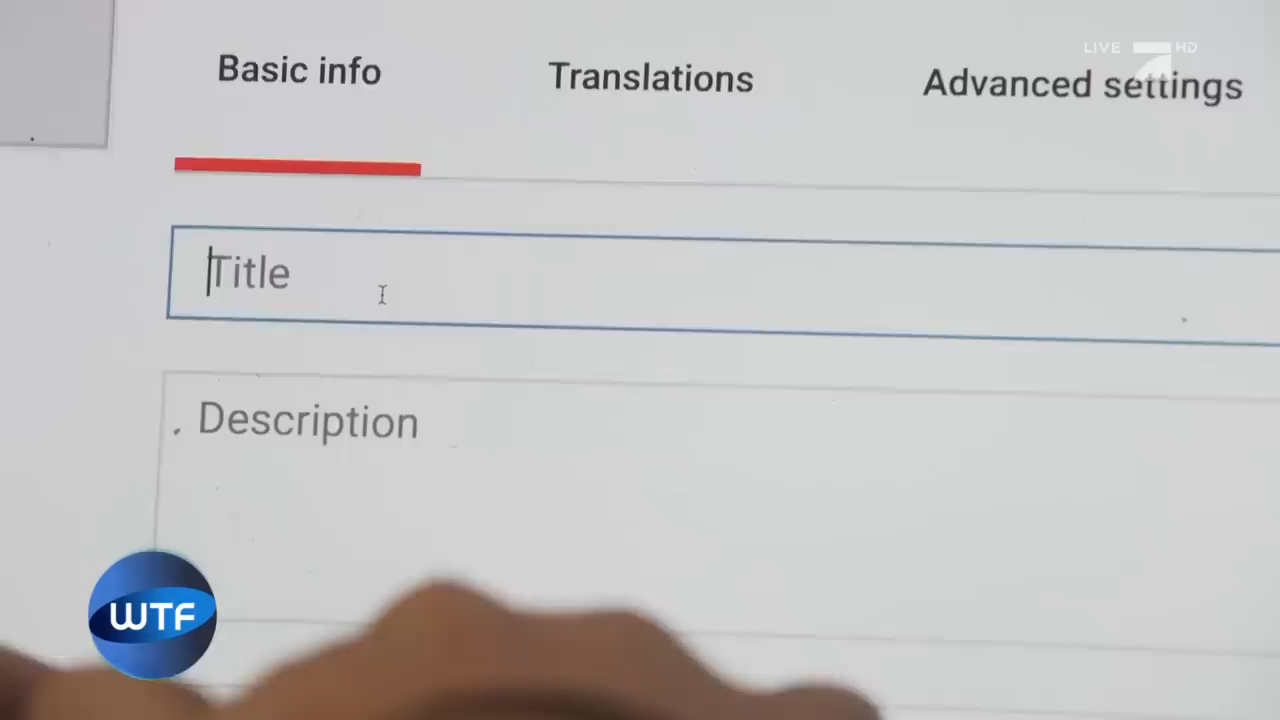 LIVE HD
Basic info Translations Advanced settings
Title
Description
WTF